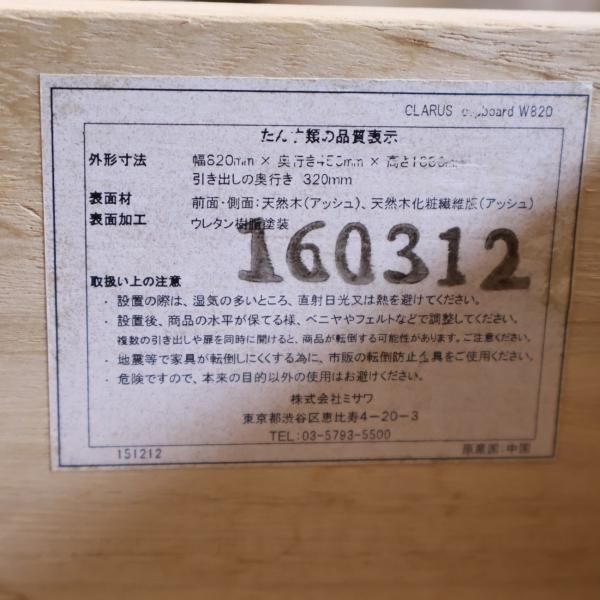 CLARUS cupboard W820
たんす類の品質表示
外形寸法 幅820mm × 奥行き450mm × 高さ
引き出しの奥行き 320mm
表面材 前面・側面：天然木（アッシュ）、天然木化粧繊維版（アッシュ）
表面加工 ウレタン樹脂塗装
160312
取扱い上の注意
・設置の際は、湿気の多いところ、直射日光又は熱を避けてください。
・設置後、商品の水平が保てる様、ベニヤやフェルトなどで調整してください。
複数の引き出しや扉を同時に開けると、商品が転倒する可能性があります。ご注意ください。
・地震等で家具が転倒しにくくする為に、市販の転倒防止金具をご使用ください。
・危険ですので、本来の目的以外の使用はお避けください。
株式会社ミサワ
東京都渋谷区恵比寿4-20-3
TEL:03-5793-5500
151212 原産国:中国